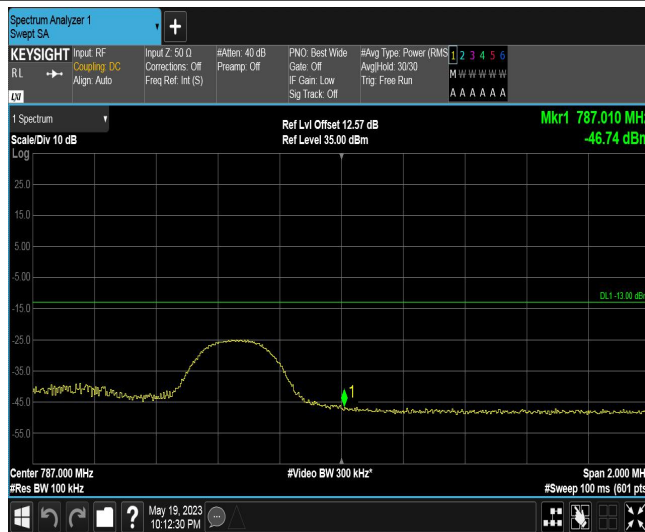 Spectrum Analyzer 1
Swept SA
+
KEYSIGHT Input: RF Input Z: 50 Ω #Atten: 40 dB PNO: Best Wide #Avg Type: Power (RMS 1 2 3 4 5 6
RL Coupling: DC Corrections: Off Preamp: Off Gate: Off Avg|Hold: 30/30 M W W W W W
Align: Auto Freq Ref: Int (S) IF Gain: Low Trig: Free Run
LXI Sig Track: Off A A A A A A
1 Spectrum Ref Lvl Offset 12.57 dB Mkr1 787.010 MHz
Scale/Div 10 dB Ref Level 35.00 dBm -46.74 dBm
Log
25.0
15.0
5.00
-5.00
DL1 -13.00 dBm
-15.0
-25.0
-35.0
1
-45.0
-55.0
Center 787.000 MHz #Video BW 300 kHz* Span 2.000 MH
#Res BW 100 kHz #Sweep 100 ms (601 pts
? May 19, 2023
10:12:30 PM